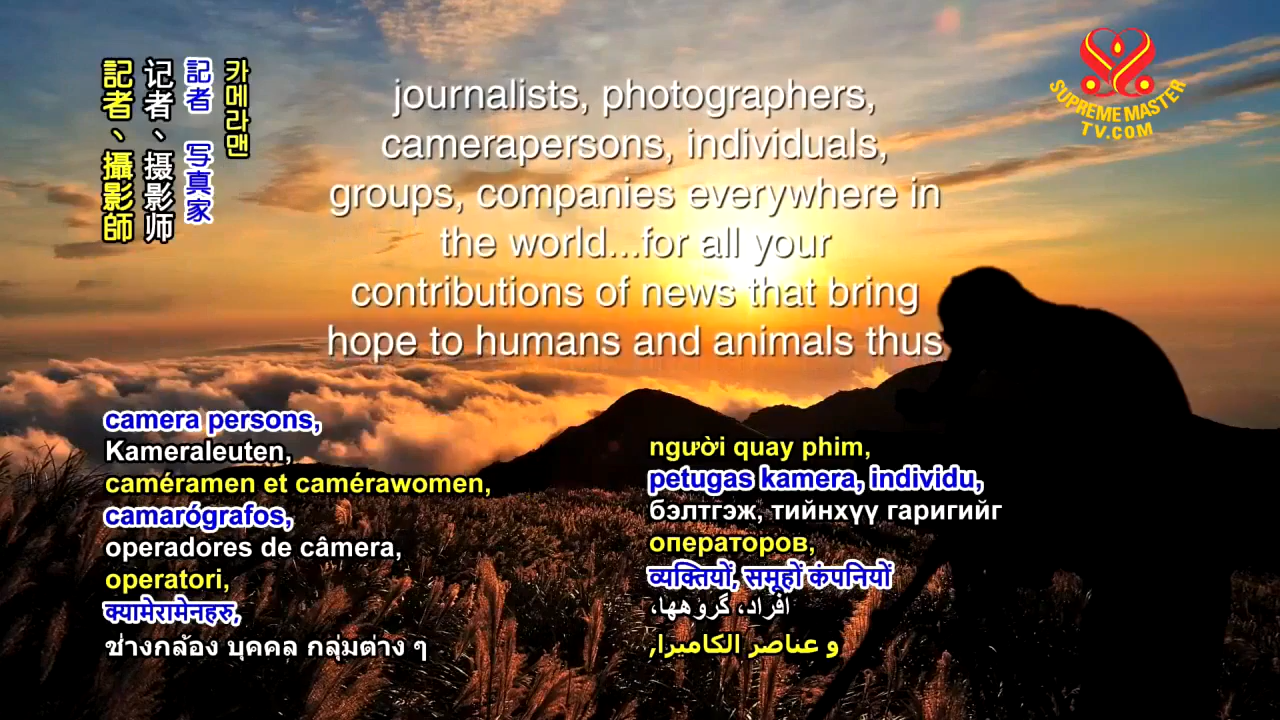 記者、攝影師
记者、摄影师
記者 写真家
카메라맨
journalists, photographers,
camerapersons, individuals,
groups, companies everywhere in
the world...for all your
contributions of news that bring
hope to humans and animals thus
SUPREME MASTER
TV.COM
camera persons,
Kameraleuten,
caméramen et camérawomen,
camarógrafos,
operadores de câmera,
operatori,
क्यामेरामेनहरु,
ช่างกล้อง บุคคล กลุ่มต่าง ๆ
người quay phim,
petugas kamera, individu,
бэлтгэж, тийнхүү гаригийг
операторов,
व्यक्तियों, समूहों कंपनियों
افراد، گروهها،
و عناصر الكاميرا,